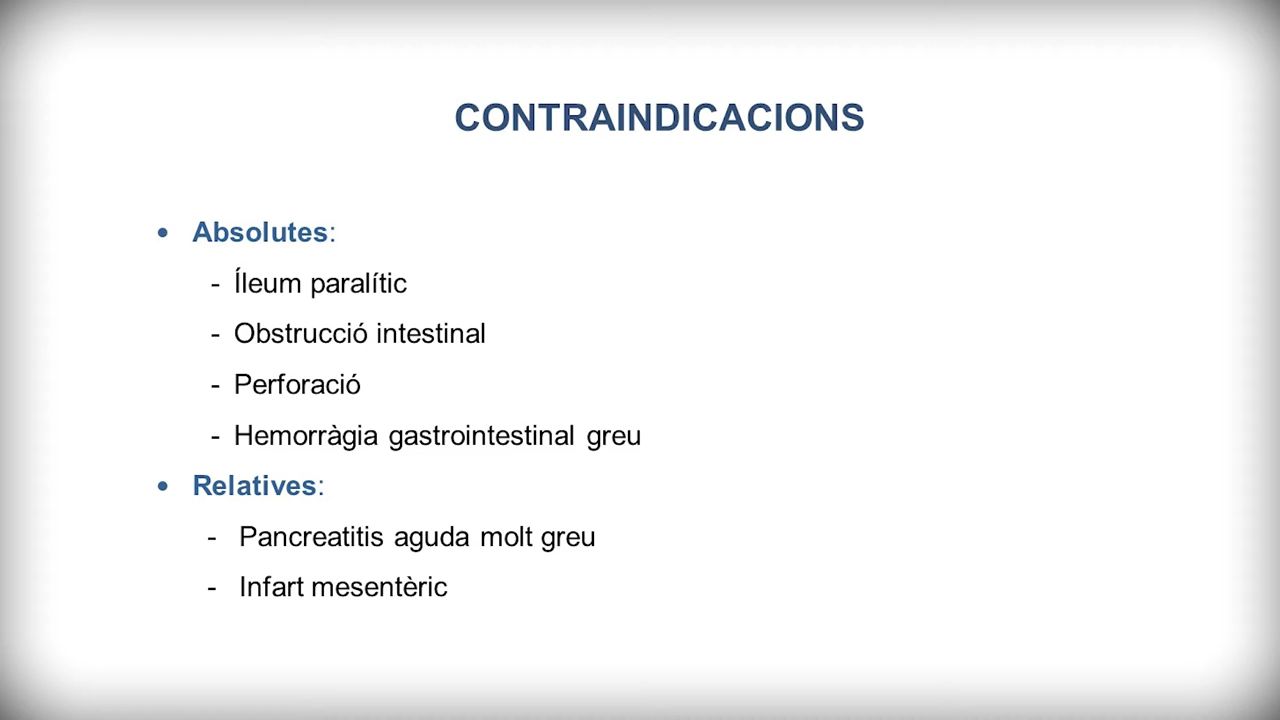 CONTRAINDICACIONS
• Absolutes:
- Íleum paralític
- Obstrucció intestinal
- Perforació
- Hemorràgia gastrointestinal greu
• Relatives:
- Pancreatitis aguda molt greu
- Infart mesentèric